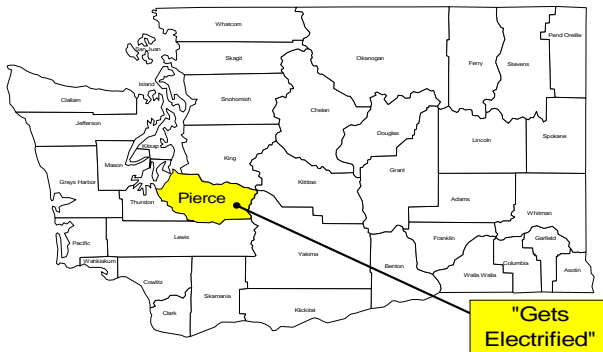 Whatcom
San Juan
Skagit
Okanogan
Ferry
Stevens
Pend Oreille
Island
Clallam
Snohomish
Chelan
Jefferson
Douglas
Kitsap
King
Lincoln
Spokane
Mason
Grant
Grays Harbor
Pierce
Kittitas
Thurston
Adams
Whitman
Pacific
Lewis
Franklin
Garfield
Wahkiakum
Yakima
Benton
Columbia
Walla Walla
Asotin
Cowlitz
Skamania
Klickitat
Clark
"Gets
Electrified"